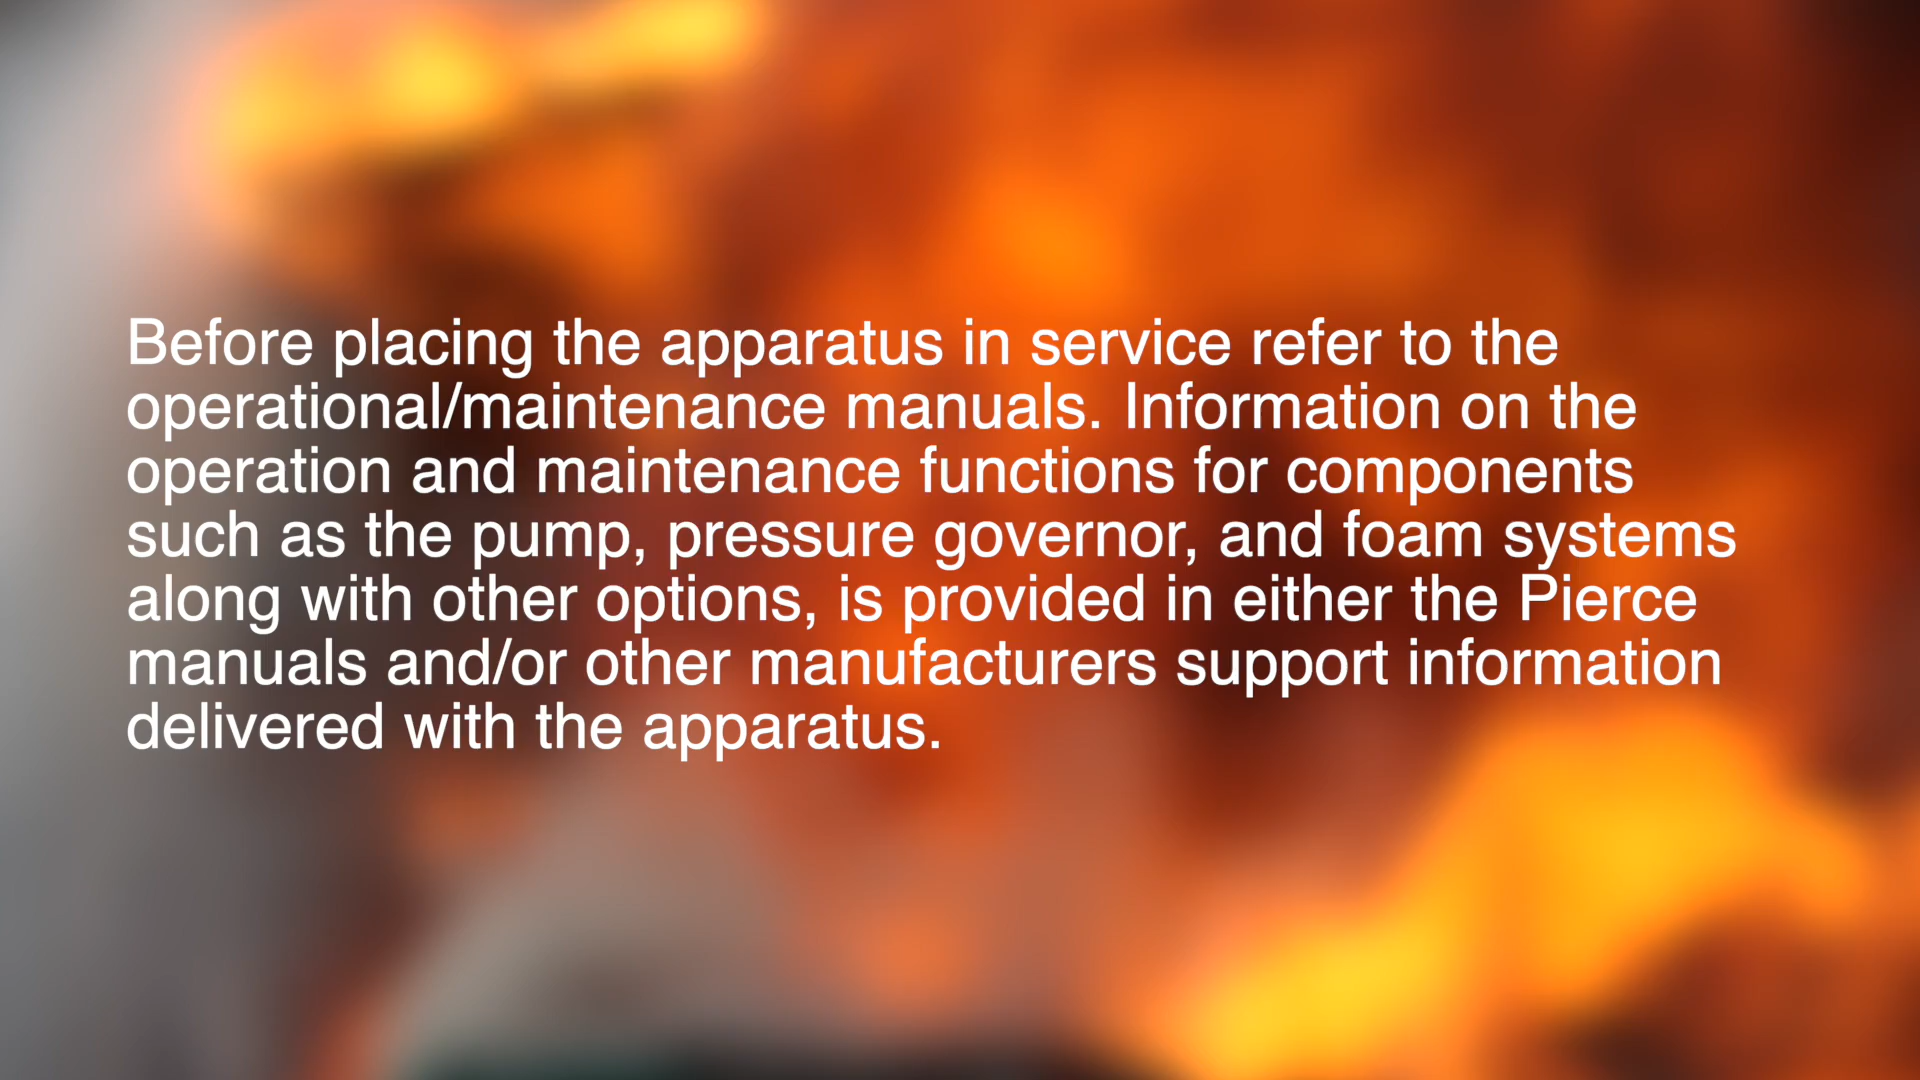 Before placing the apparatus in service refer to the
operational/maintenance manuals. Information on the
operation and maintenance functions for components
such as the pump, pressure governor, and foam systems
along with other options, is provided in either the Pierce
manuals and/or other manufacturers support information
delivered with the apparatus.